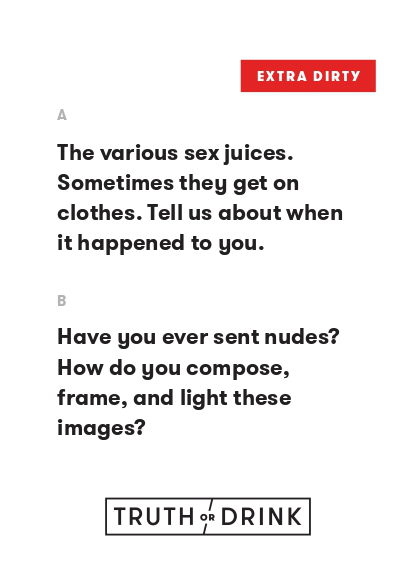 EXTRA DIRTY
A
The various sex juices.
Sometimes they get on
clothes. Tell us about when
it happened to you.
B
Have you ever sent nudes?
How do you compose,
frame, and light these
images?
TRUTH OR DRINK